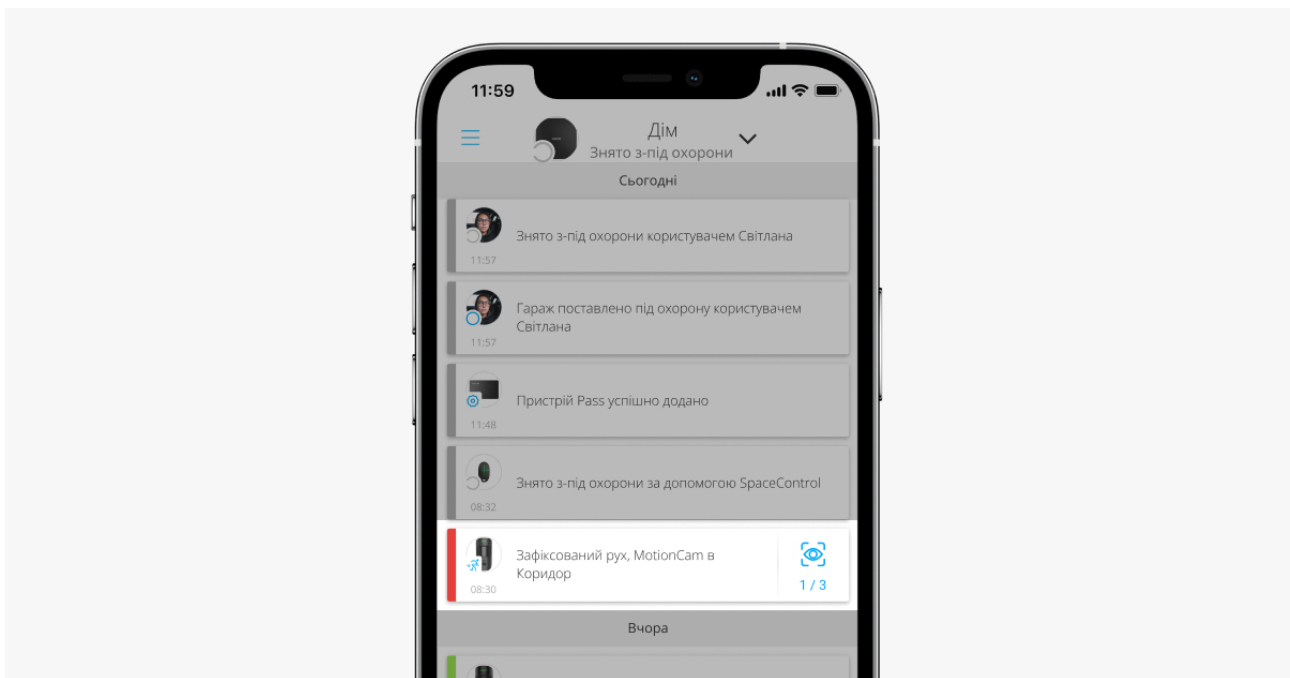 11:59
Дім
Знято з-під охорони
Сьогодні
Знято з-під охорони користувачем Світлана
11:57
Гараж поставлено під охорону користувачем
Світлана
11:57
Пристрій Pass успішно додано
11:48
Знято з-під охорони за допомогою SpaceControl
08:32
Зафіксований рух, MotionCam в
Коридор
08:30
1 / 3
Вчора